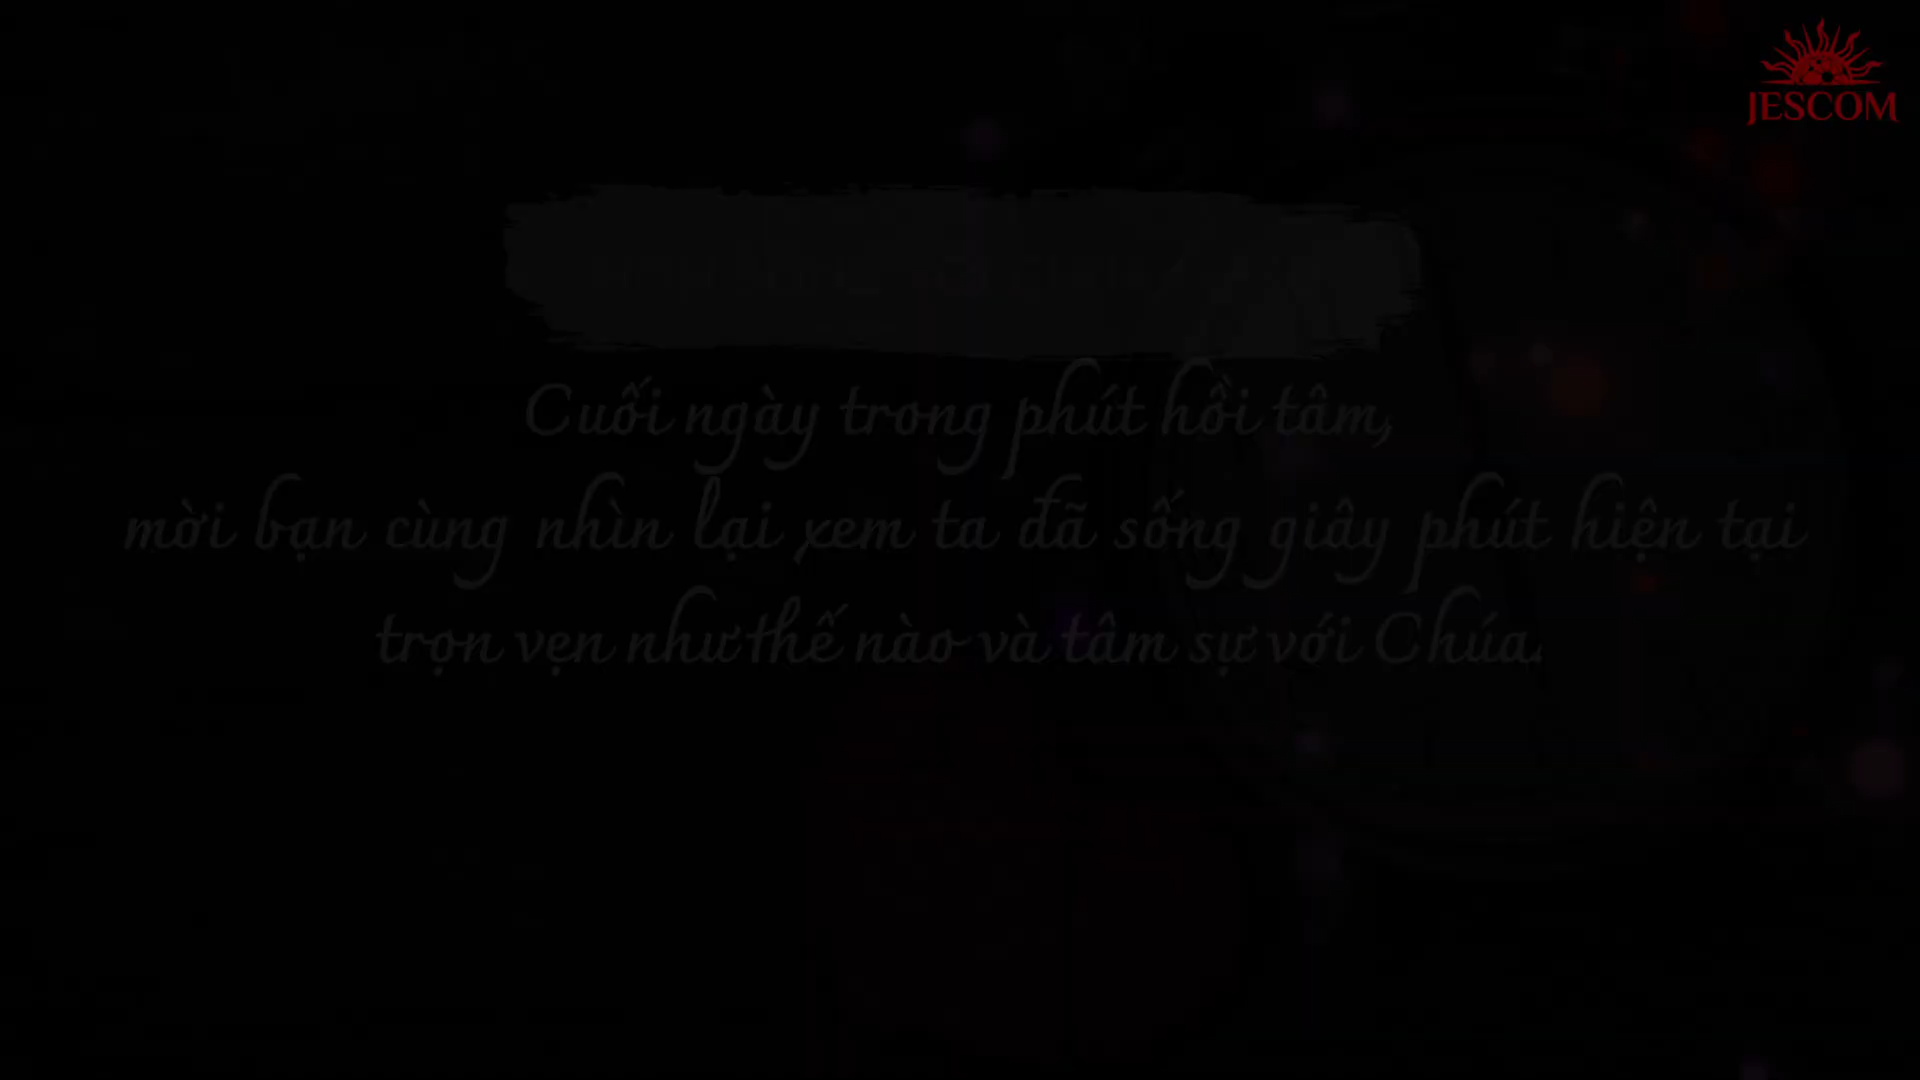 JESCOM
Cuối ngày trong phút hồi tâm,
mời bạn cùng nhìn lại xem ta đã sống giây phút hiện tại
trọn vẹn như thế nào và tâm sự với Chúa.